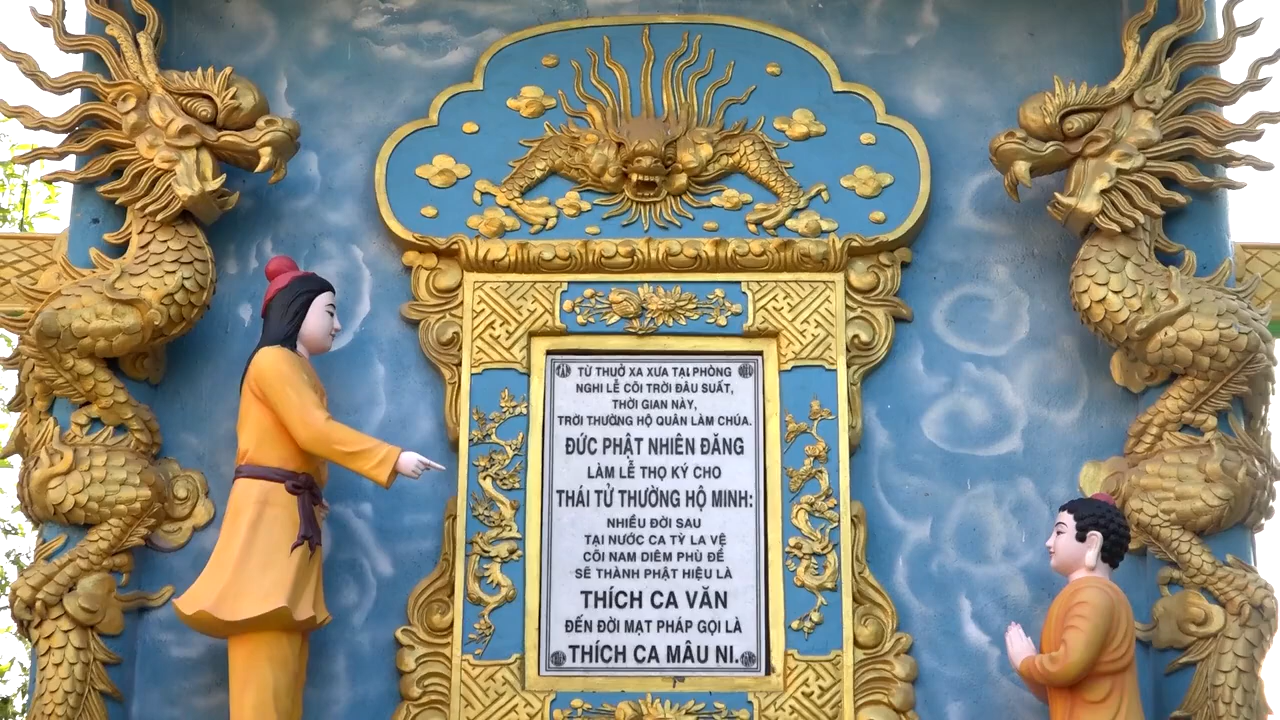 TỪ THUỞ XA XƯA TẠI PHÒNG
NGHI LỄ CÕI TRỜI ĐÂU SUẤT,
THỜI GIAN NÀY,
TRỜI THƯỜNG HỘ QUÂN LÀM CHÚA.
ĐỨC PHẬT NHIÊN ĐĂNG
LÀM LỄ THỌ KÝ CHO
THÁI TỬ THƯỜNG HỘ MINH:
NHIỀU ĐỜI SAU
TẠI NƯỚC CA TỲ LA VỆ
CÕI NAM DIÊM PHÙ ĐỀ
SẼ THÀNH PHẬT HIỆU LÀ
THÍCH CA VĂN
ĐẾN ĐỜI MẠT PHÁP GỌI LÀ
THÍCH CA MÂU NI.